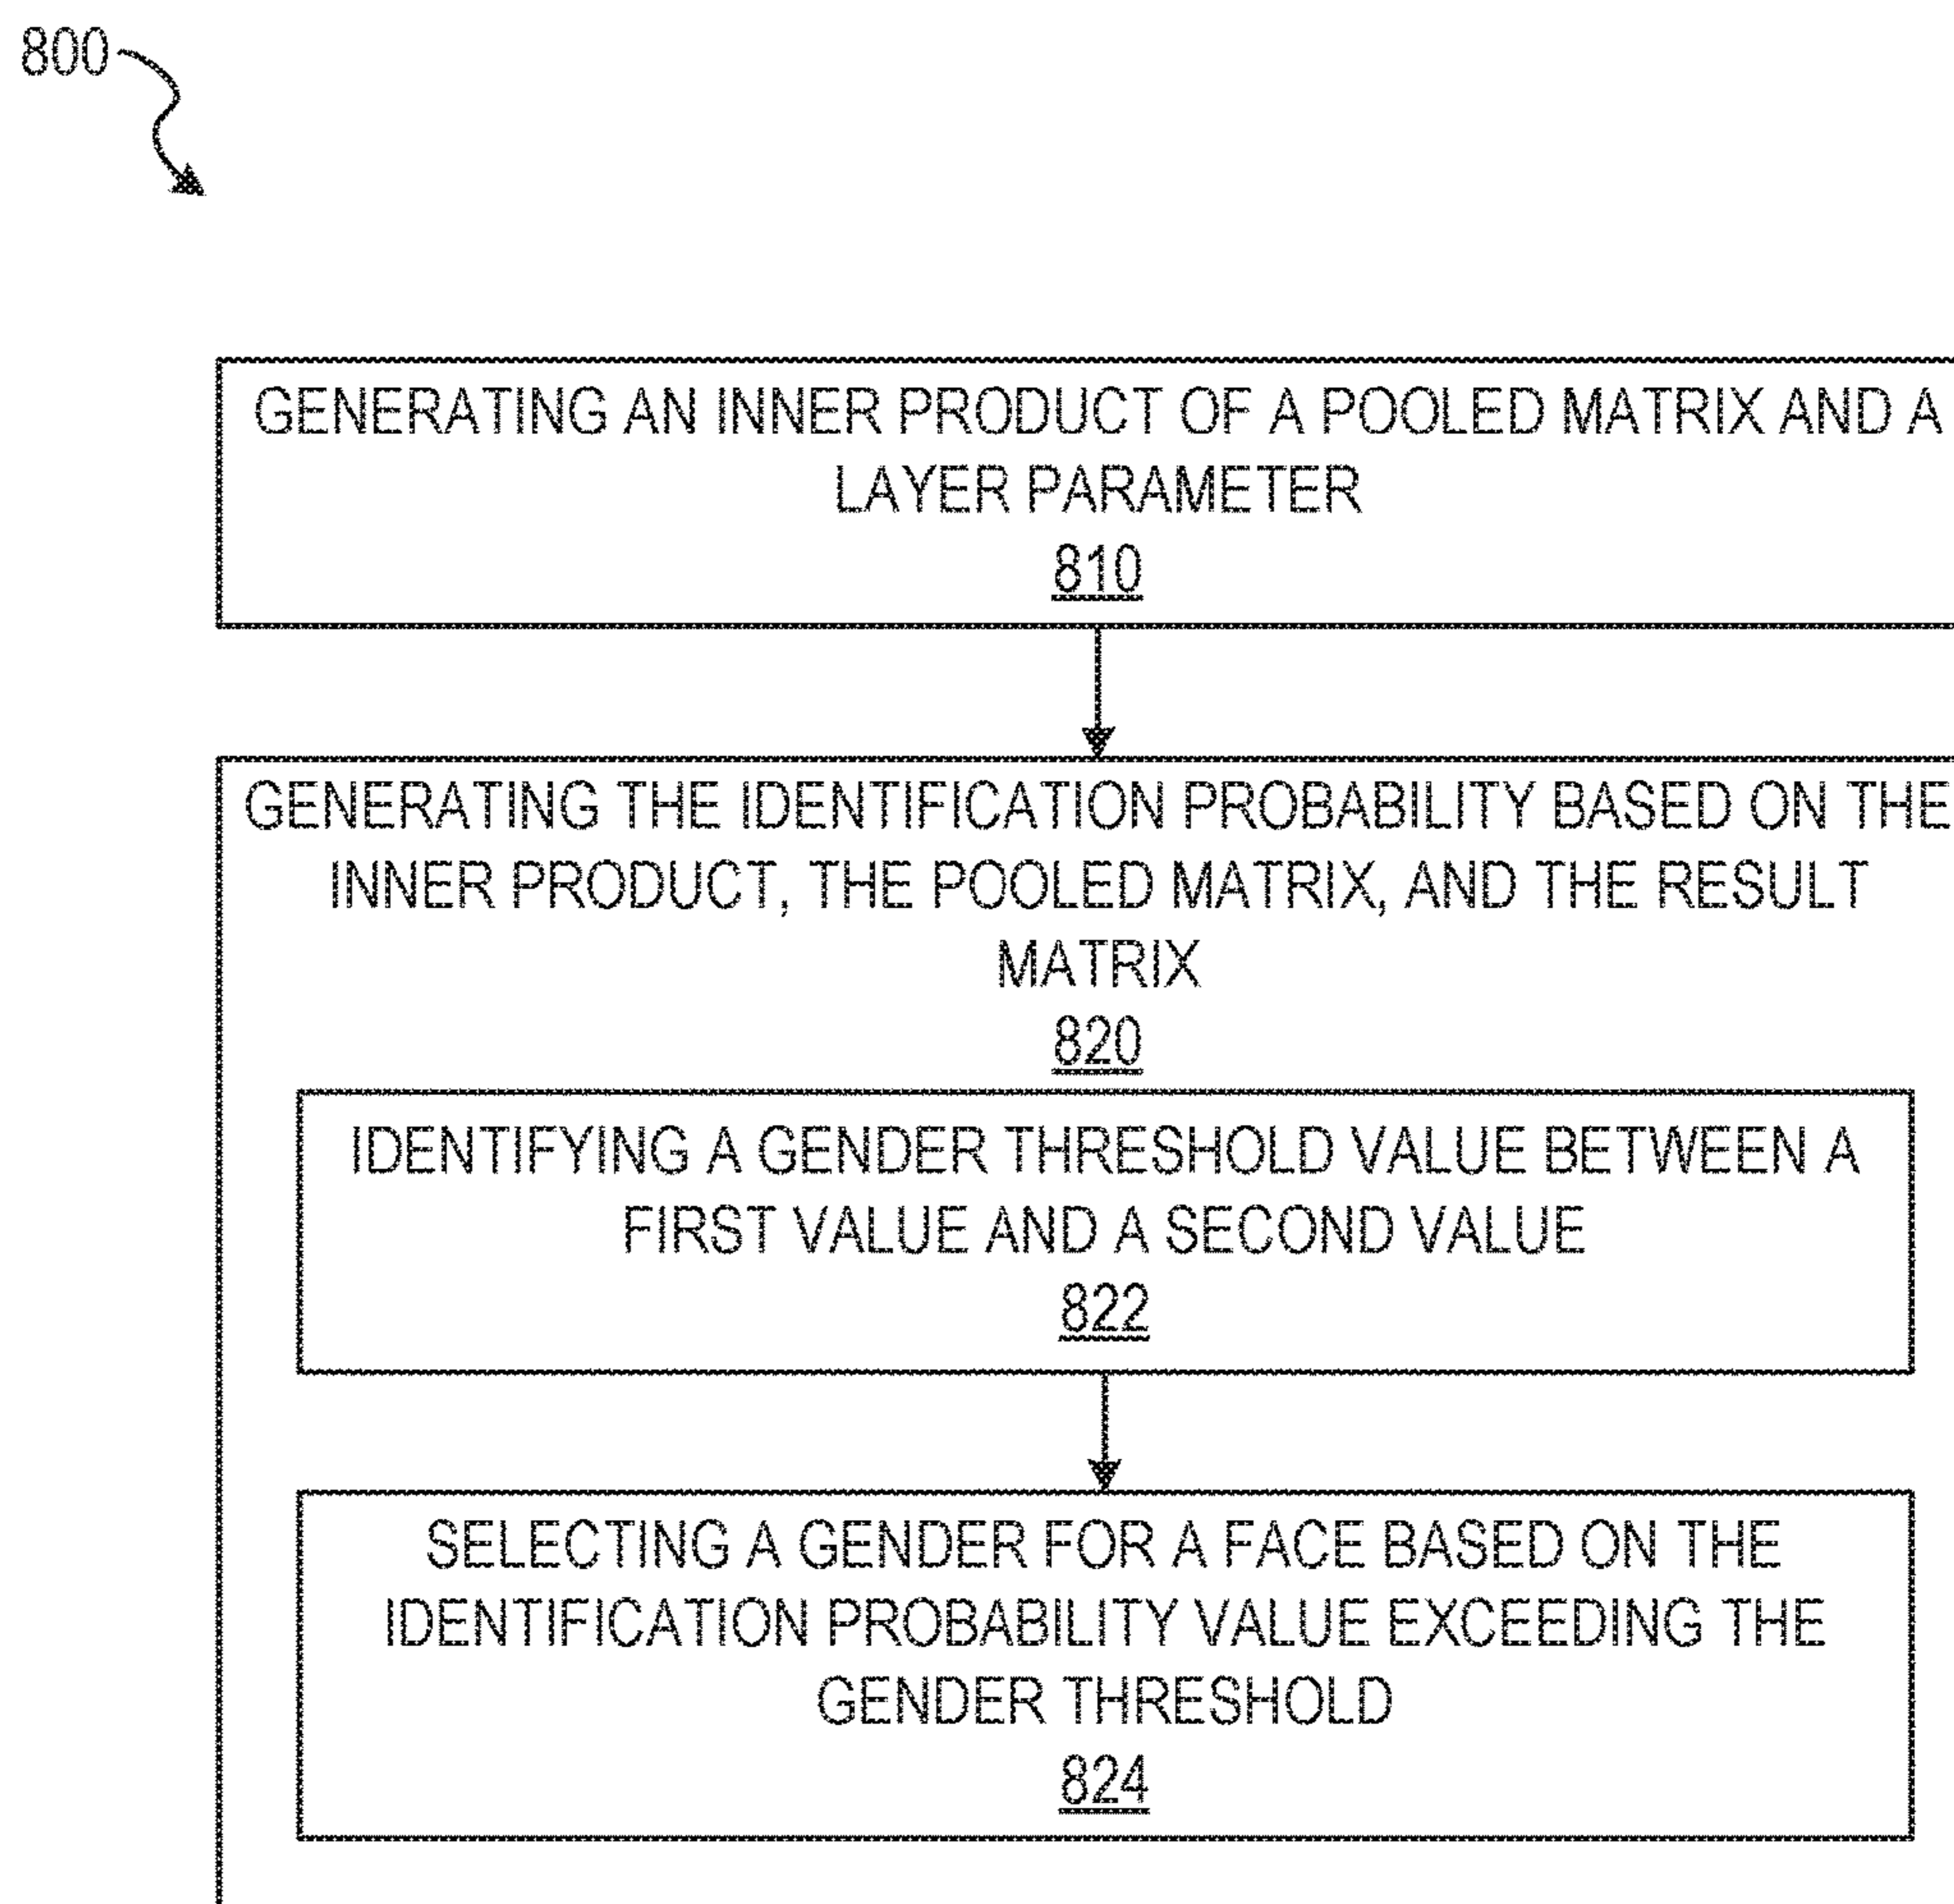 800
GENERATING AN INNER PRODUCT OF A POOLED MATRIX AND A
LAYER PARAMETER
810
GENERATING THE IDENTIFICATION PROBABILITY BASED ON THE
INNER PRODUCT, THE POOLED MATRIX, AND THE RESULT
MATRIX
820
IDENTIFYING A GENDER THRESHOLD VALUE BETWEEN A
FIRST VALUE AND A SECOND VALUE
822
SELECTING A GENDER FOR A FACE BASED ON THE
IDENTIFICATION PROBABILITY VALUE EXCEEDING THE
GENDER THRESHOLD
824